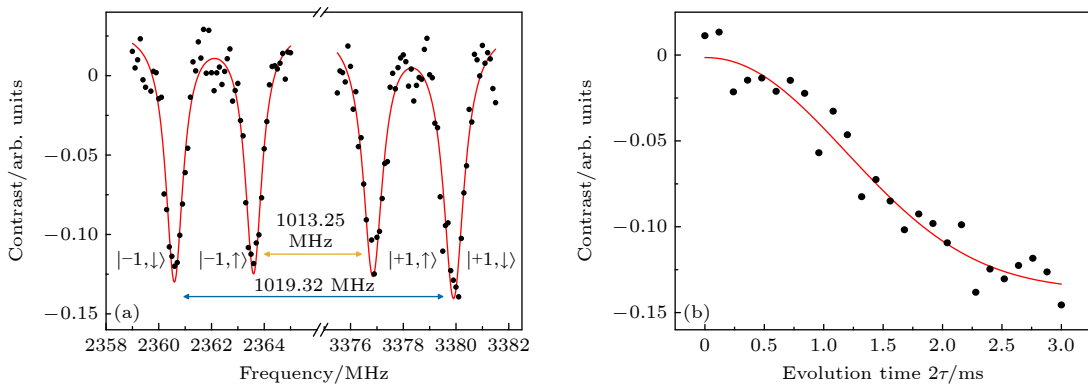 0
−0.05
−0.10
−0.15
Contrast/arb. units
|−1,↓⟩
|−1,↑⟩
1013.25
MHz
|+1,↑⟩
|+1,↓⟩
1019.32 MHz
(a)
2358 2360 2362 2364 3376 3378 3380 3382
Frequency/MHz
0
−0.05
−0.10
−0.15
Contrast/arb. units
(b)
0 0.5 1.0 1.5 2.0 2.5 3.0
Evolution time 2τ/ms